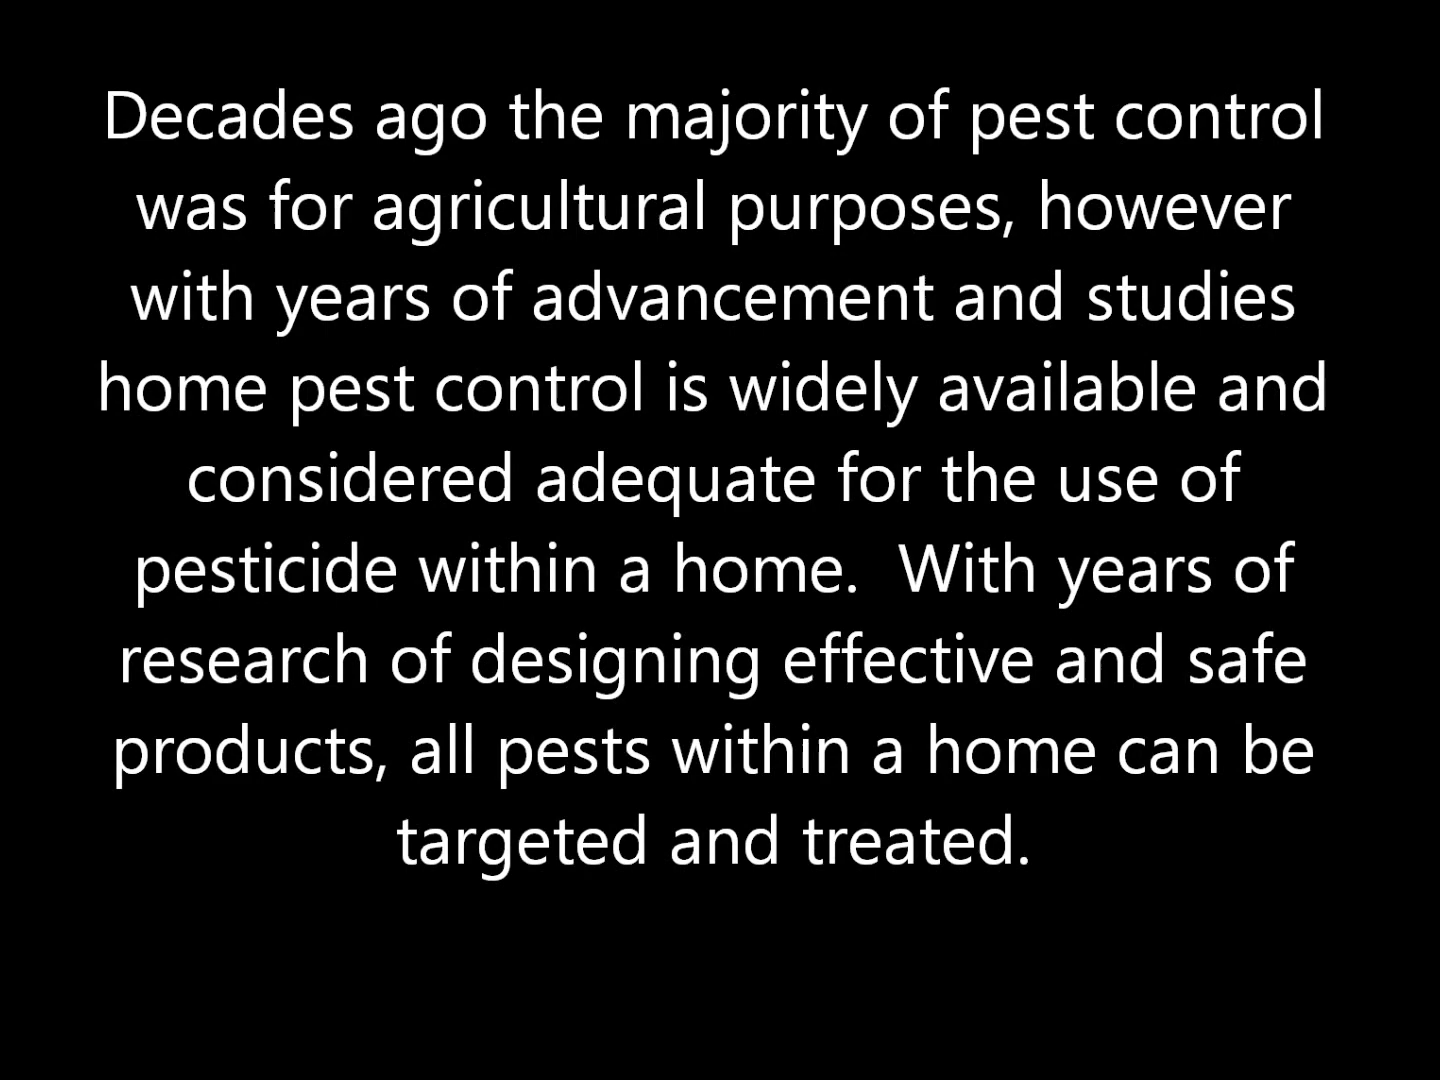 Decades ago the majority of pest control
was for agricultural purposes, however
with years of advancement and studies
home pest control is widely available and
considered adequate for the use of
pesticide within a home.  With years of
research of designing effective and safe
products, all pests within a home can be
targeted and treated.